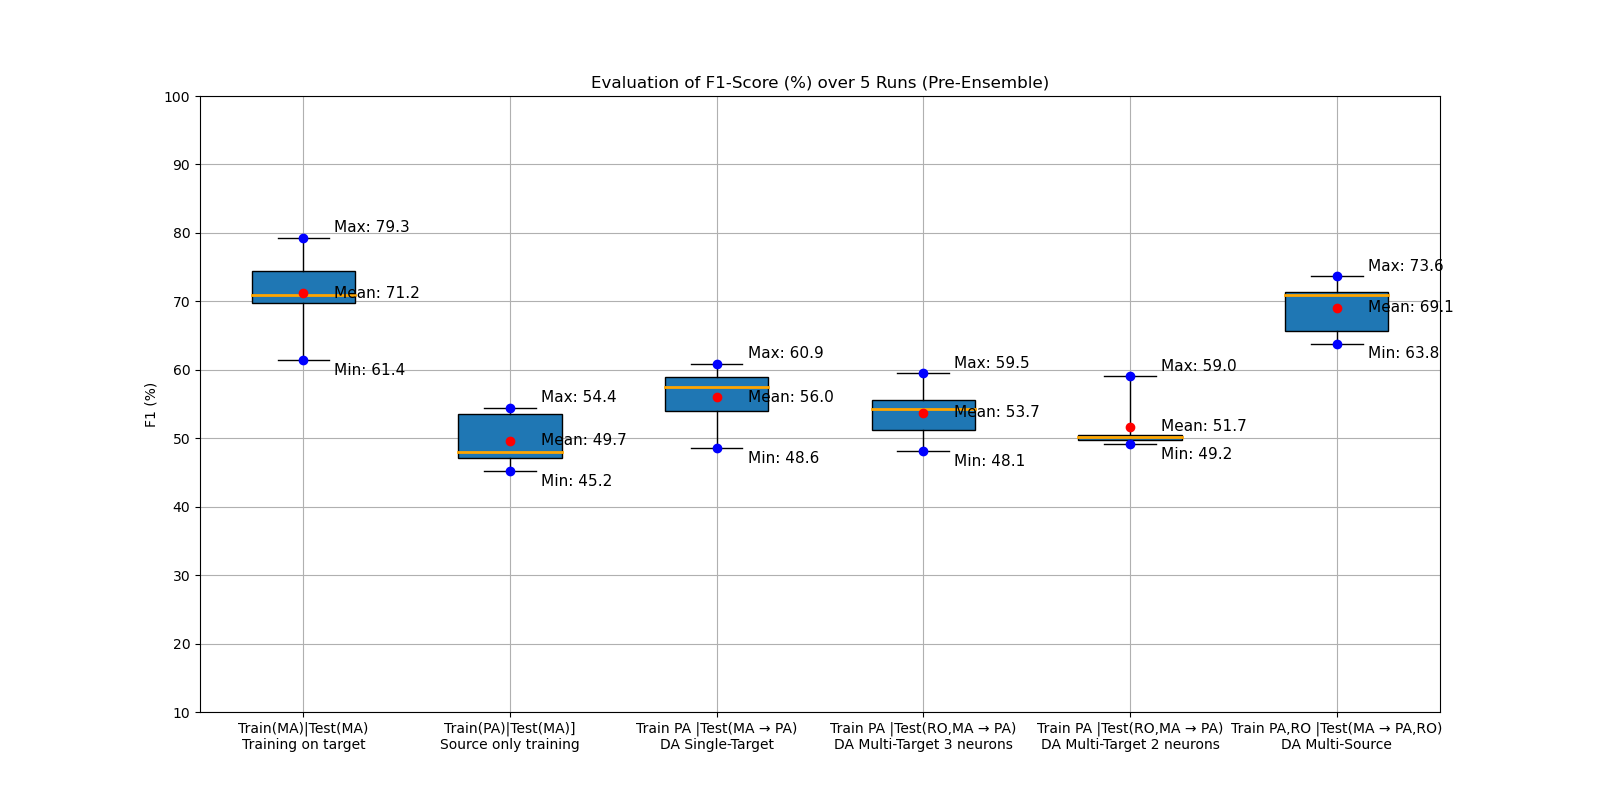 Evaluation of F1-Score (%) over 5 Runs (Pre-Ensemble)
F1 (%)
100
90
80
70
60
50
40
30
20
10
Max: 79.3
Mean: 71.2
Min: 61.4
Max: 54.4
Mean: 49.7
Min: 45.2
Max: 60.9
Mean: 56.0
Min: 48.6
Max: 59.5
Mean: 53.7
Min: 48.1
Max: 59.0
Mean: 51.7
Min: 49.2
Max: 73.6
Mean: 69.1
Min: 63.8
Train(MA)|Test(MA)
Training on target
Train(PA)|Test(MA)]
Source only training
Train PA |Test(MA → PA)
DA Single-Target
Train PA |Test(RO,MA → PA)
DA Multi-Target 3 neurons
Train PA |Test(RO,MA → PA)
DA Multi-Target 2 neurons
Train PA,RO |Test(MA → PA,RO)
DA Multi-Source